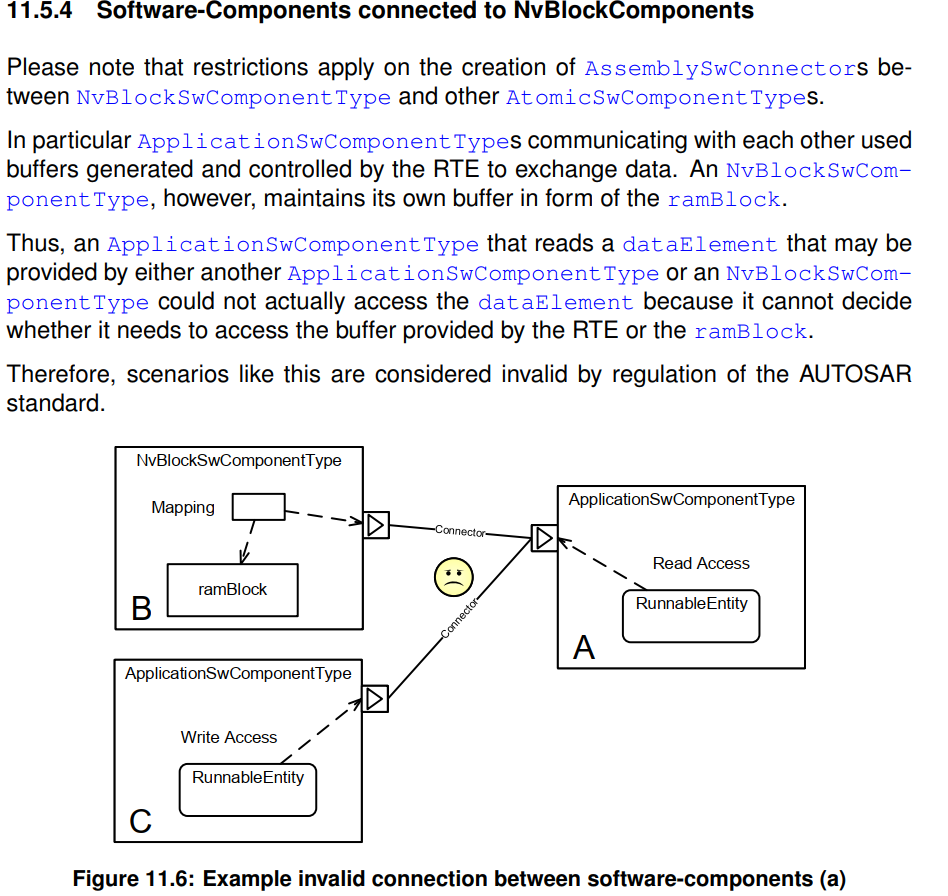 11.5.4 Software-Components connected to NvBlockComponents
Please note that restrictions apply on the creation of AssemblySwConnectors be-
tween NvBlockSwComponentType and other AtomicSwComponentTypes.
In particular ApplicationSwComponentTypes communicating with each other used
buffers generated and controlled by the RTE to exchange data. An NvBlockSwCom-
ponentType, however, maintains its own buffer in form of the ramBlock.
Thus, an ApplicationSwComponentType that reads a dataElement that may be
provided by either another ApplicationSwComponentType or an NvBlockSwCom-
ponentType could not actually access the dataElement because it cannot decide
whether it needs to access the buffer provided by the RTE or the ramBlock.
Therefore, scenarios like this are considered invalid by regulation of the AUTOSAR
standard.
NvBlockSwComponentType
Mapping
ramBlock
B
Connector
Connector
ApplicationSwComponentType
Read Access
RunnableEntity
A
ApplicationSwComponentType
Write Access
RunnableEntity
C
Figure 11.6: Example invalid connection between software-components (a)